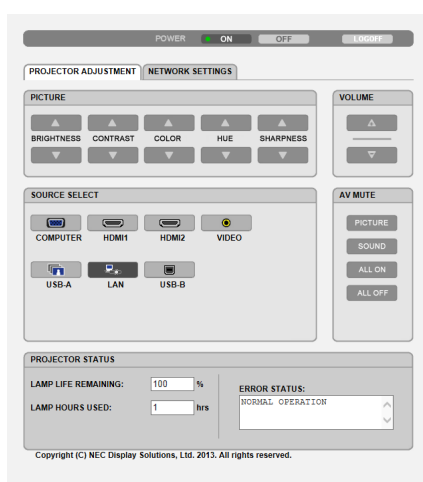 POWER ON OFF LOGOFF
PROJECTOR ADJUSTMENT NETWORK SETTINGS
PICTURE
BRIGHTNESS CONTRAST COLOR HUE SHARPNESS
VOLUME
SOURCE SELECT
COMPUTER HDMI1 HDMI2 VIDEO
USB-A LAN USB-B
AV MUTE
PICTURE
SOUND
ALL ON
ALL OFF
PROJECTOR STATUS
LAMP LIFE REMAINING: 100 %
LAMP HOURS USED: 1 hrs
ERROR STATUS:
NORMAL OPERATION
Copyright (C) NEC Display Solutions, Ltd. 2013. All rights reserved.